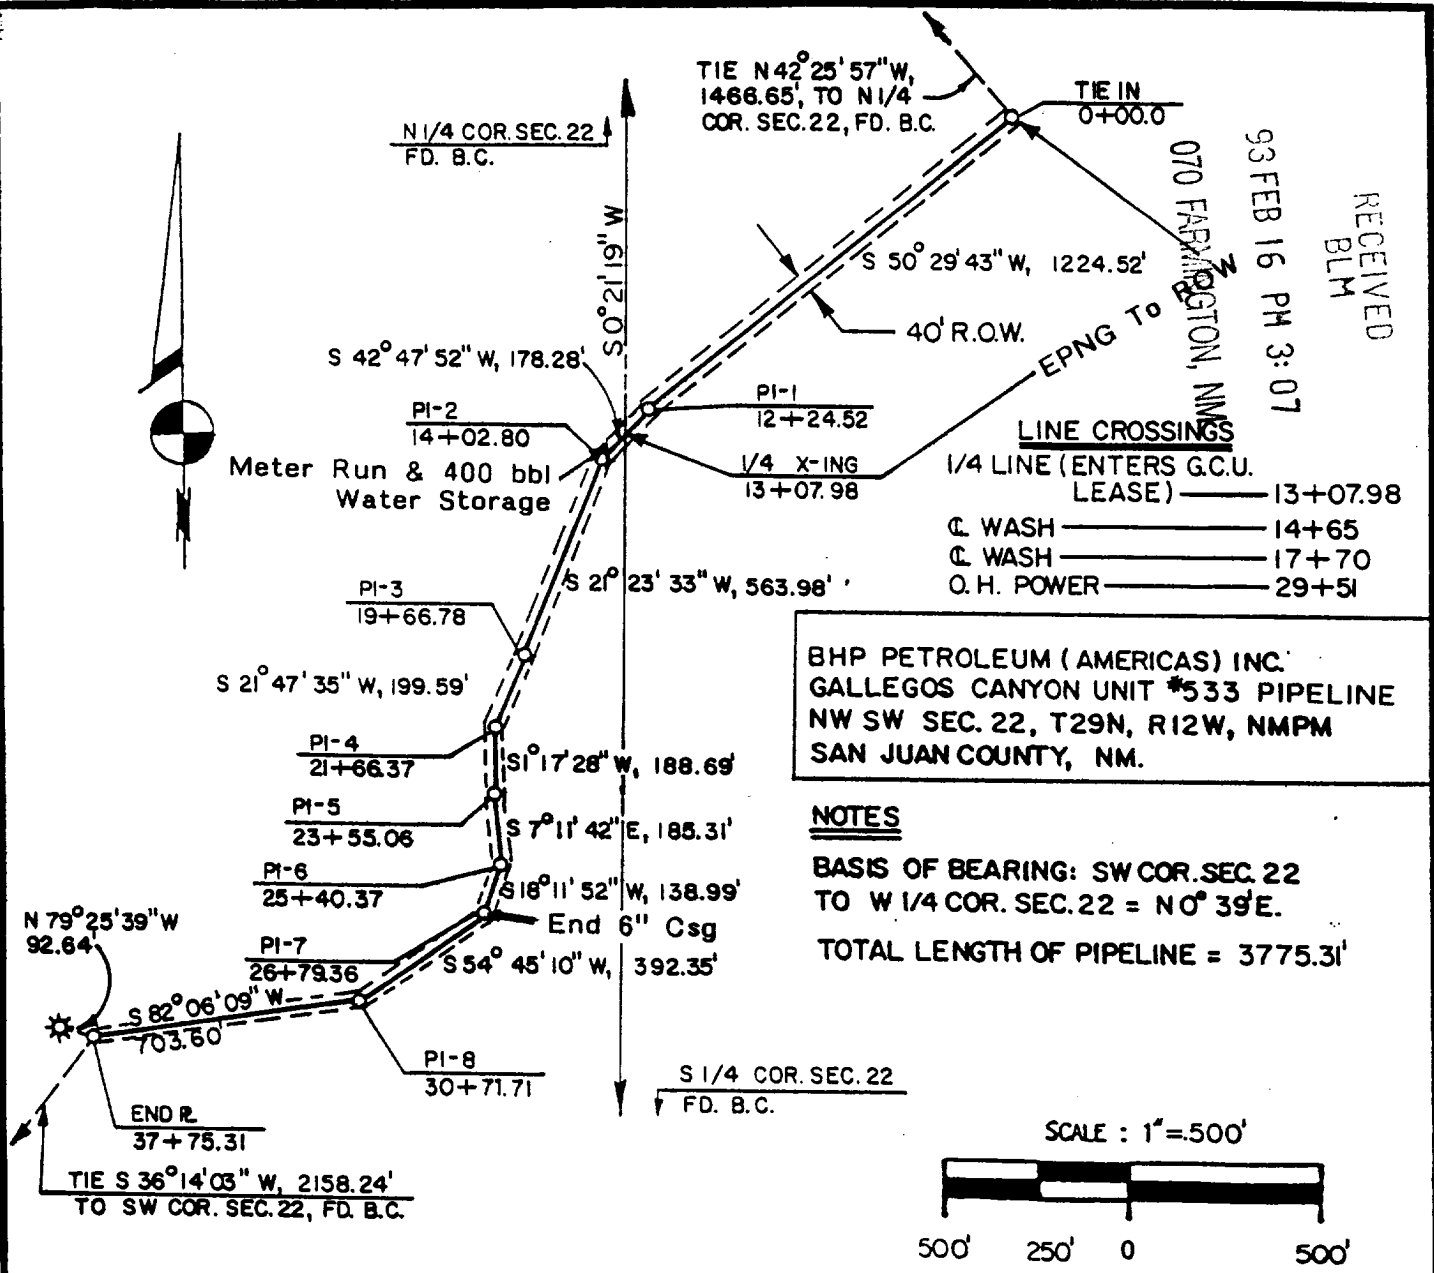 TIE N 42° 25' 57" W,
1466.65', TO N 1/4
COR. SEC. 22, FD. B.C.
TIE IN
0+00.0
N 1/4 COR. SEC. 22
FD. B.C.
93 FEB 16 PM 3:07
070 FARMINGTON, NM
RECEIVED
BLM
S 0° 21' 19" W
S 50° 29' 43" W, 1224.52'
40' R.O.W.
EPNG To ROW
S 42° 47' 52" W, 178.28'
PI-1
12+24.52
PI-2
14+02.80
Meter Run & 400 bbl
Water Storage
1/4 X-ING
13+07.98
LINE CROSSINGS
1/4 LINE (ENTERS G.C.U.
LEASE) 13+07.98
℄ WASH 14+65
℄ WASH 17+70
O.H. POWER 29+51
S 21° 23' 33" W, 563.98'
PI-3
19+66.78
S 21° 47' 35" W, 199.59'
BHP PETROLEUM (AMERICAS) INC.
GALLEGOS CANYON UNIT #533 PIPELINE
NW SW SEC. 22, T29N, R12W, NMPM
SAN JUAN COUNTY, NM.
PI-4
21+66.37
S 1° 17' 28" W, 188.69'
PI-5
23+55.06
S 7° 11' 42" E, 185.31'
PI-6
25+40.37
S 18° 11' 52" W, 138.99'
End 6" Csg
NOTES
BASIS OF BEARING: SW COR. SEC. 22
TO W 1/4 COR. SEC. 22 = N 0° 39' E.
TOTAL LENGTH OF PIPELINE = 3775.31'
N 79° 25' 39" W
92.64'
PI-7
26+79.36
S 54° 45' 10" W, 392.35'
S 82° 06' 09" W
703.60'
PI-8
30+71.71
S 1/4 COR. SEC. 22
FD. B.C.
END ⅊
37+75.31
TIE S 36° 14' 03" W, 2158.24'
TO SW COR. SEC. 22, FD. B.C.
SCALE : 1"=500'
500' 250' 0 500'
N